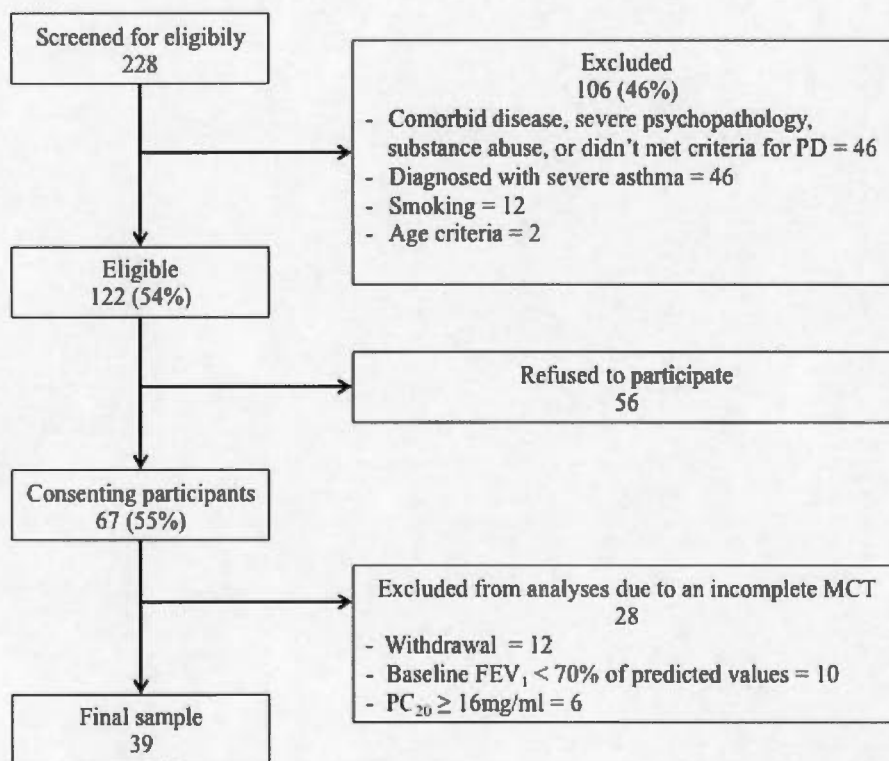 Screened for eligibily
228
Excluded
106 (46%)
- Comorbid disease, severe psychopathology,
substance abuse, or didn't met criteria for PD = 46
- Diagnosed with severe asthma = 46
- Smoking = 12
- Age criteria = 2
Eligible
122 (54%)
Refused to participate
56
Consenting participants
67 (55%)
Excluded from analyses due to an incomplete MCT
28
- Withdrawal = 12
- Baseline FEV₁ < 70% of predicted values = 10
- PC₂₀ ≥ 16mg/ml = 6
Final sample
39